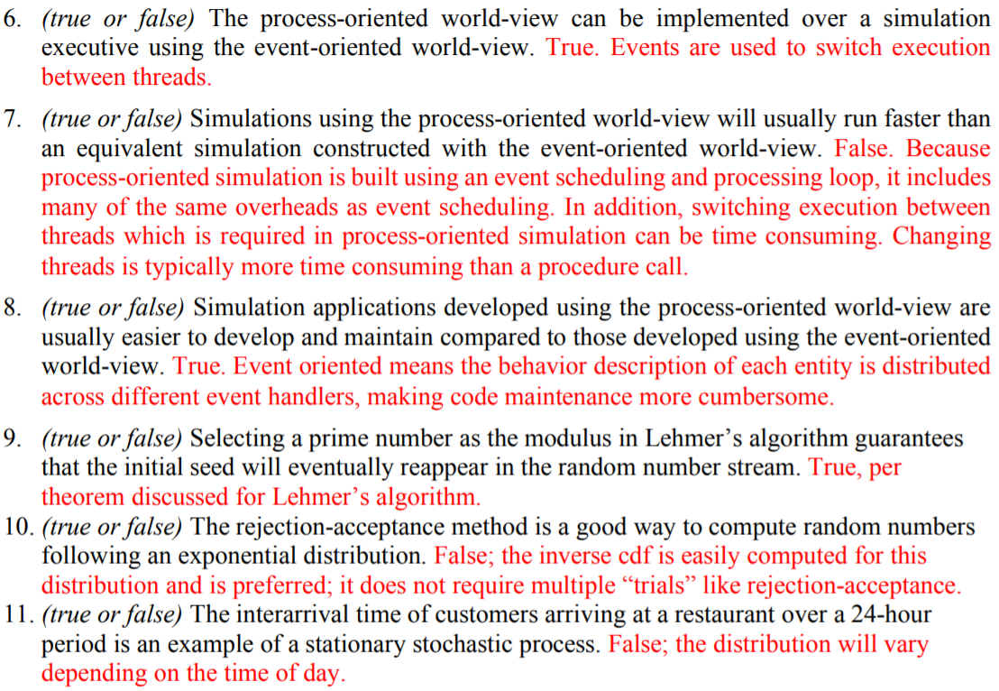 6. (true or false) The process-oriented world-view can be implemented over a simulation
executive using the event-oriented world-view. True. Events are used to switch execution
between threads.
7. (true or false) Simulations using the process-oriented world-view will usually run faster than
an equivalent simulation constructed with the event-oriented world-view. False. Because
process-oriented simulation is built using an event scheduling and processing loop, it includes
many of the same overheads as event scheduling. In addition, switching execution between
threads which is required in process-oriented simulation can be time consuming. Changing
threads is typically more time consuming than a procedure call.
8. (true or false) Simulation applications developed using the process-oriented world-view are
usually easier to develop and maintain compared to those developed using the event-oriented
world-view. True. Event oriented means the behavior description of each entity is distributed
across different event handlers, making code maintenance more cumbersome.
9. (true or false) Selecting a prime number as the modulus in Lehmer’s algorithm guarantees
that the initial seed will eventually reappear in the random number stream. True, per
theorem discussed for Lehmer’s algorithm.
10. (true or false) The rejection-acceptance method is a good way to compute random numbers
following an exponential distribution. False; the inverse cdf is easily computed for this
distribution and is preferred; it does not require multiple “trials” like rejection-acceptance.
11. (true or false) The interarrival time of customers arriving at a restaurant over a 24-hour
period is an example of a stationary stochastic process. False; the distribution will vary
depending on the time of day.